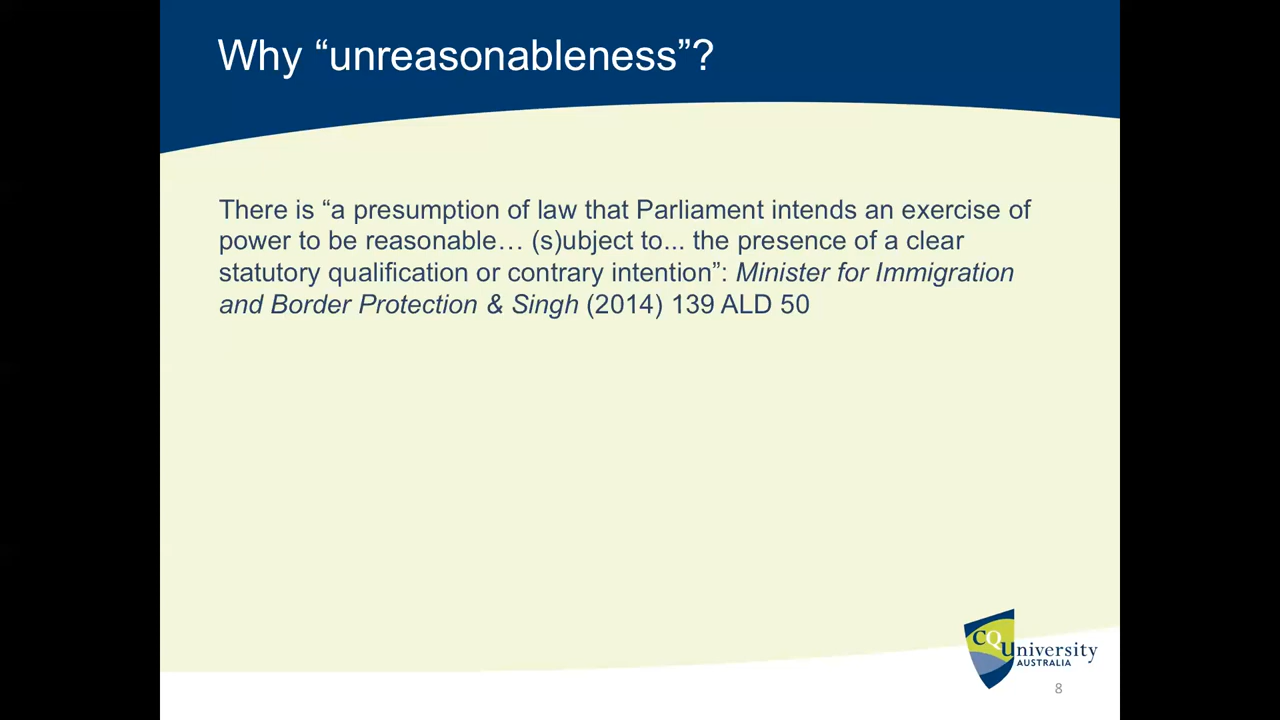 Why “unreasonableness”?
There is “a presumption of law that Parliament intends an exercise of
power to be reasonable… (s)ubject to... the presence of a clear
statutory qualification or contrary intention”: Minister for Immigration
and Border Protection & Singh (2014) 139 ALD 50
CQUniversity
AUSTRALIA
8